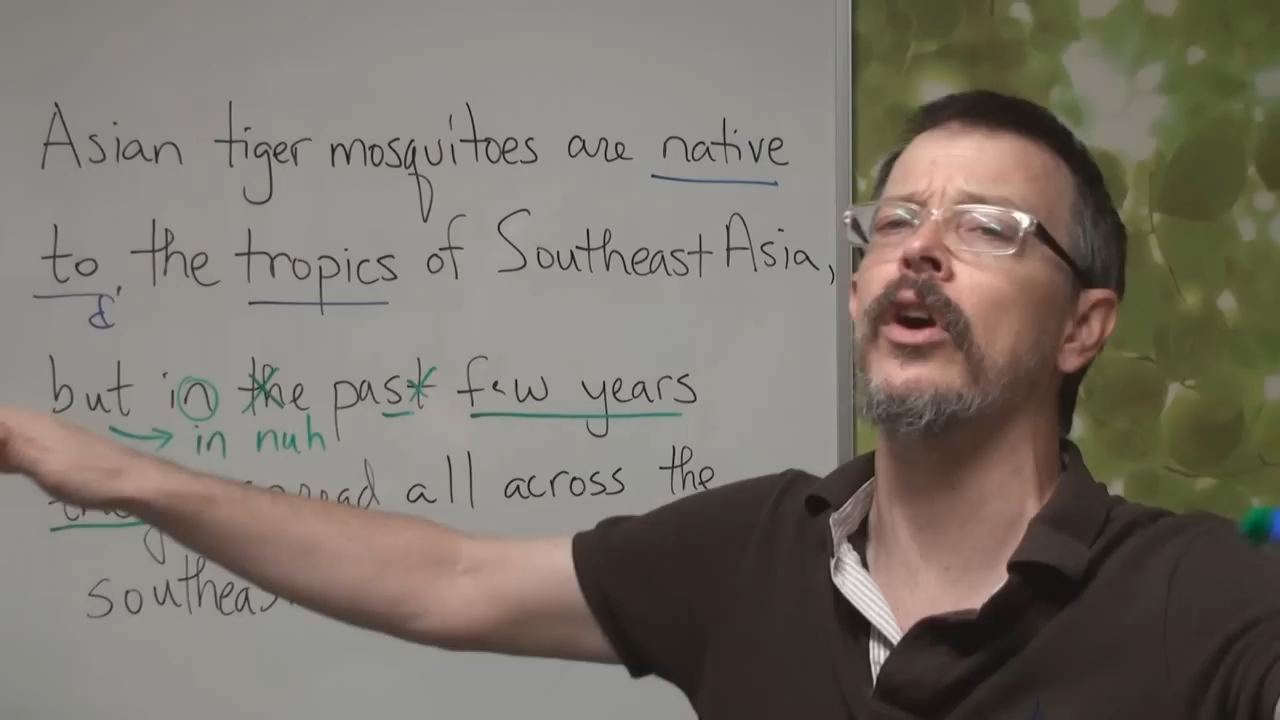 Asian tiger mosquitoes are native
to the tropics of Southeast Asia,
d
but in the past few years
in nuh
spread all across the